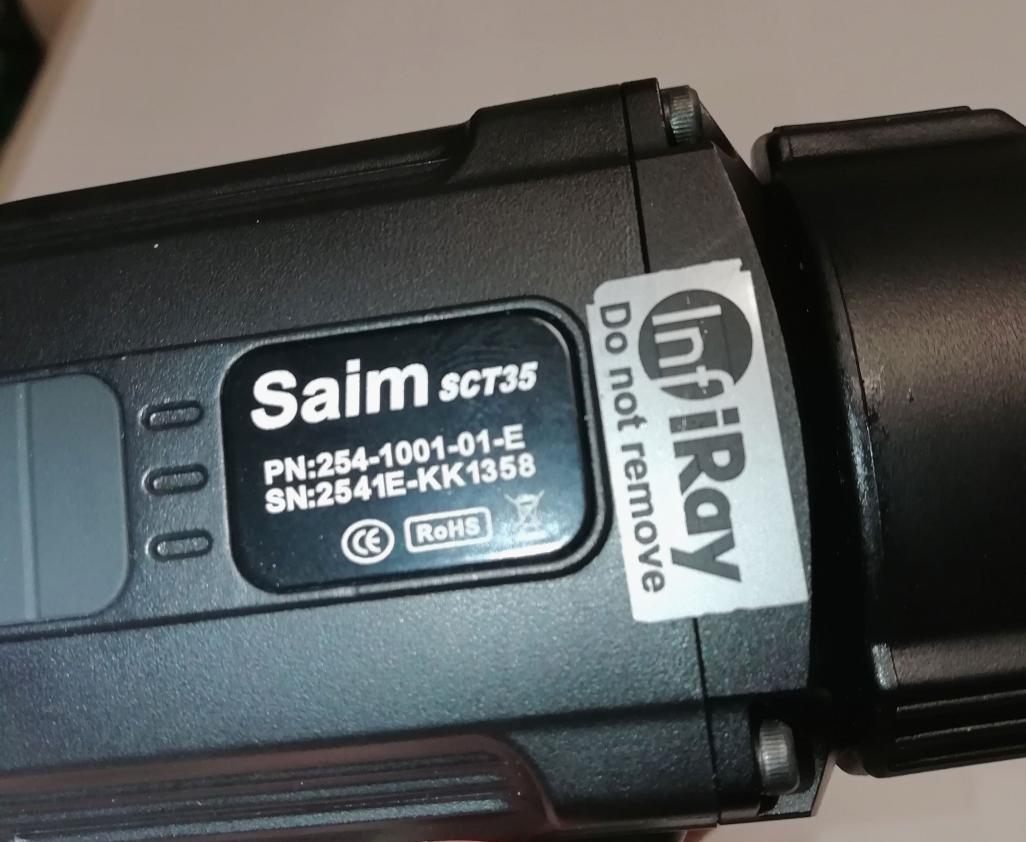 Saim SCT35
PN:254-1001-01-E
SN:2541E-KK1358
CE RoHS
InfiRay
Do not remove